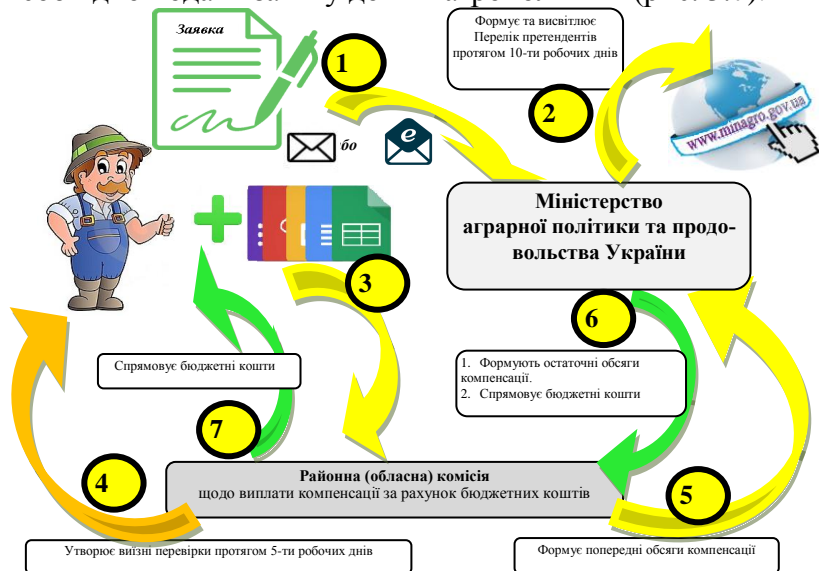 Заявка
1
Формує та висвітлює
Перелік претендентів
протягом 10-ти робочих днів
2
www.minagro.gov.ua
бо
e
Міністерство
аграрної політики та продо-
вольства України
3
6
Спрямовує бюджетні кошти
1. Формують остаточні обсяги
компенсації.
2. Спрямовує бюджетні кошти
7
Районна (обласна) комісія
щодо виплати компенсації за рахунок бюджетних коштів
4
5
Утворює виїзні перевірки протягом 5-ти робочих днів
Формує попередні обсяги компенсації